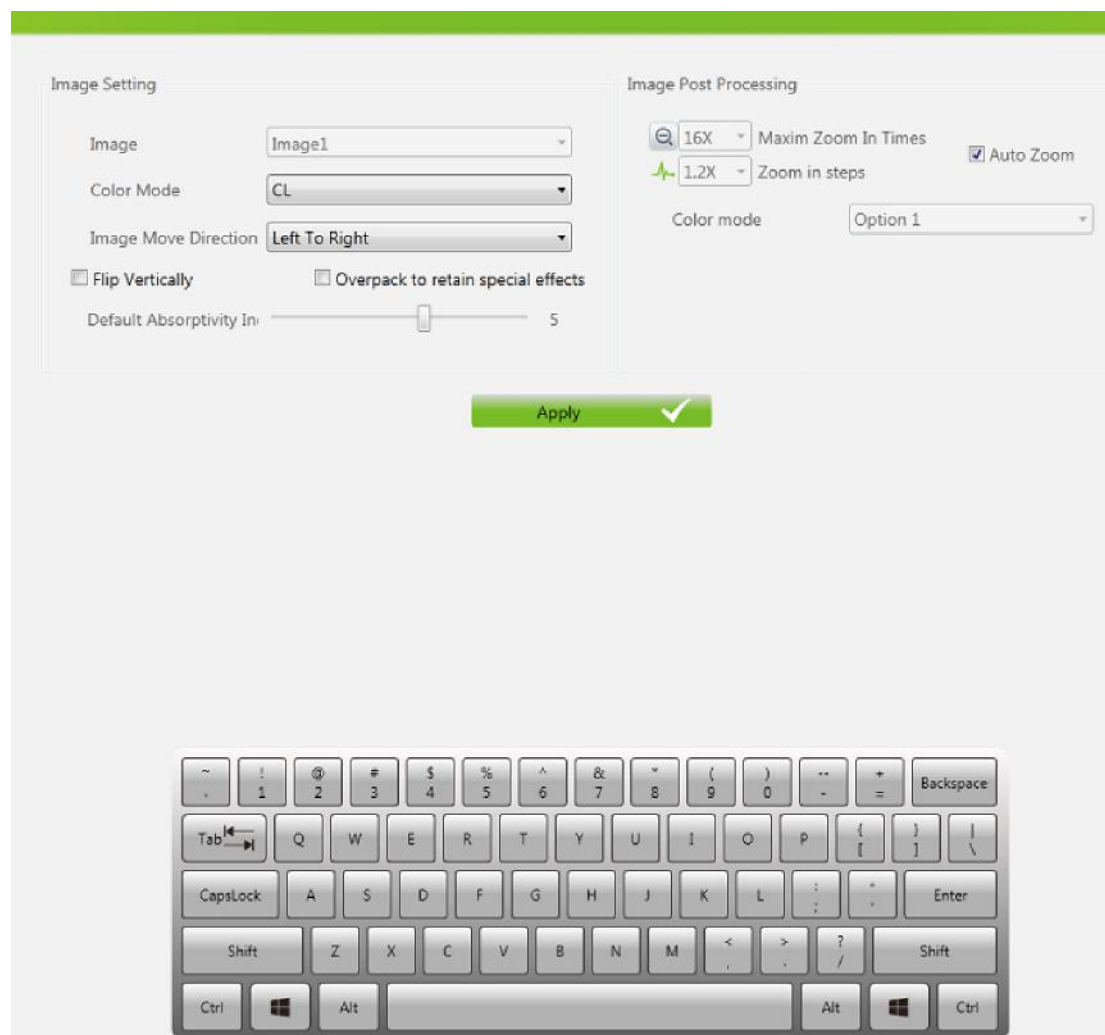 Image Setting
Image Image1
Color Mode CL
Image Move Direction Left To Right
Flip Vertically Overpack to retain special effects
Default Absorptivity In 5
Image Post Processing
16X Maxim Zoom In Times
Auto Zoom
1.2X Zoom in steps
Color mode Option 1
Apply
~ ! @ # $ % ^ & * ( ) -- + Backspace
. 1 2 3 4 5 6 7 8 9 0 - =
Tab Q W E R T Y U I O P { [ } ] | \
CapsLock A S D F G H J K L : ; " ' Enter
Shift Z X C V B N M < , > . ? / Shift
Ctrl Alt Alt Ctrl